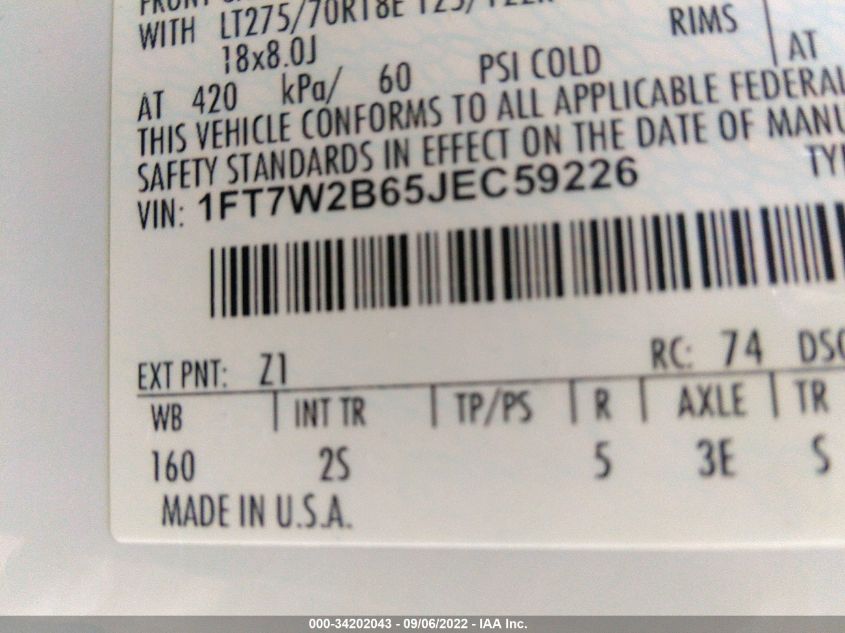 WITH LT275/70R18E
RIMS
18x8.0J
AT 420 kPa/ 60 PSI COLD
AT
THIS VEHICLE CONFORMS TO ALL APPLICABLE FEDERAL
SAFETY STANDARDS IN EFFECT ON THE DATE OF MANU
VIN: 1FT7W2B65JEC59226
TY
EXT PNT: Z1
RC: 74 DSO
WB INT TR TP/PS R AXLE TR
160 2S 5 3E S
MADE IN U.S.A.
000-34202043 - 09/06/2022 - IAA Inc.